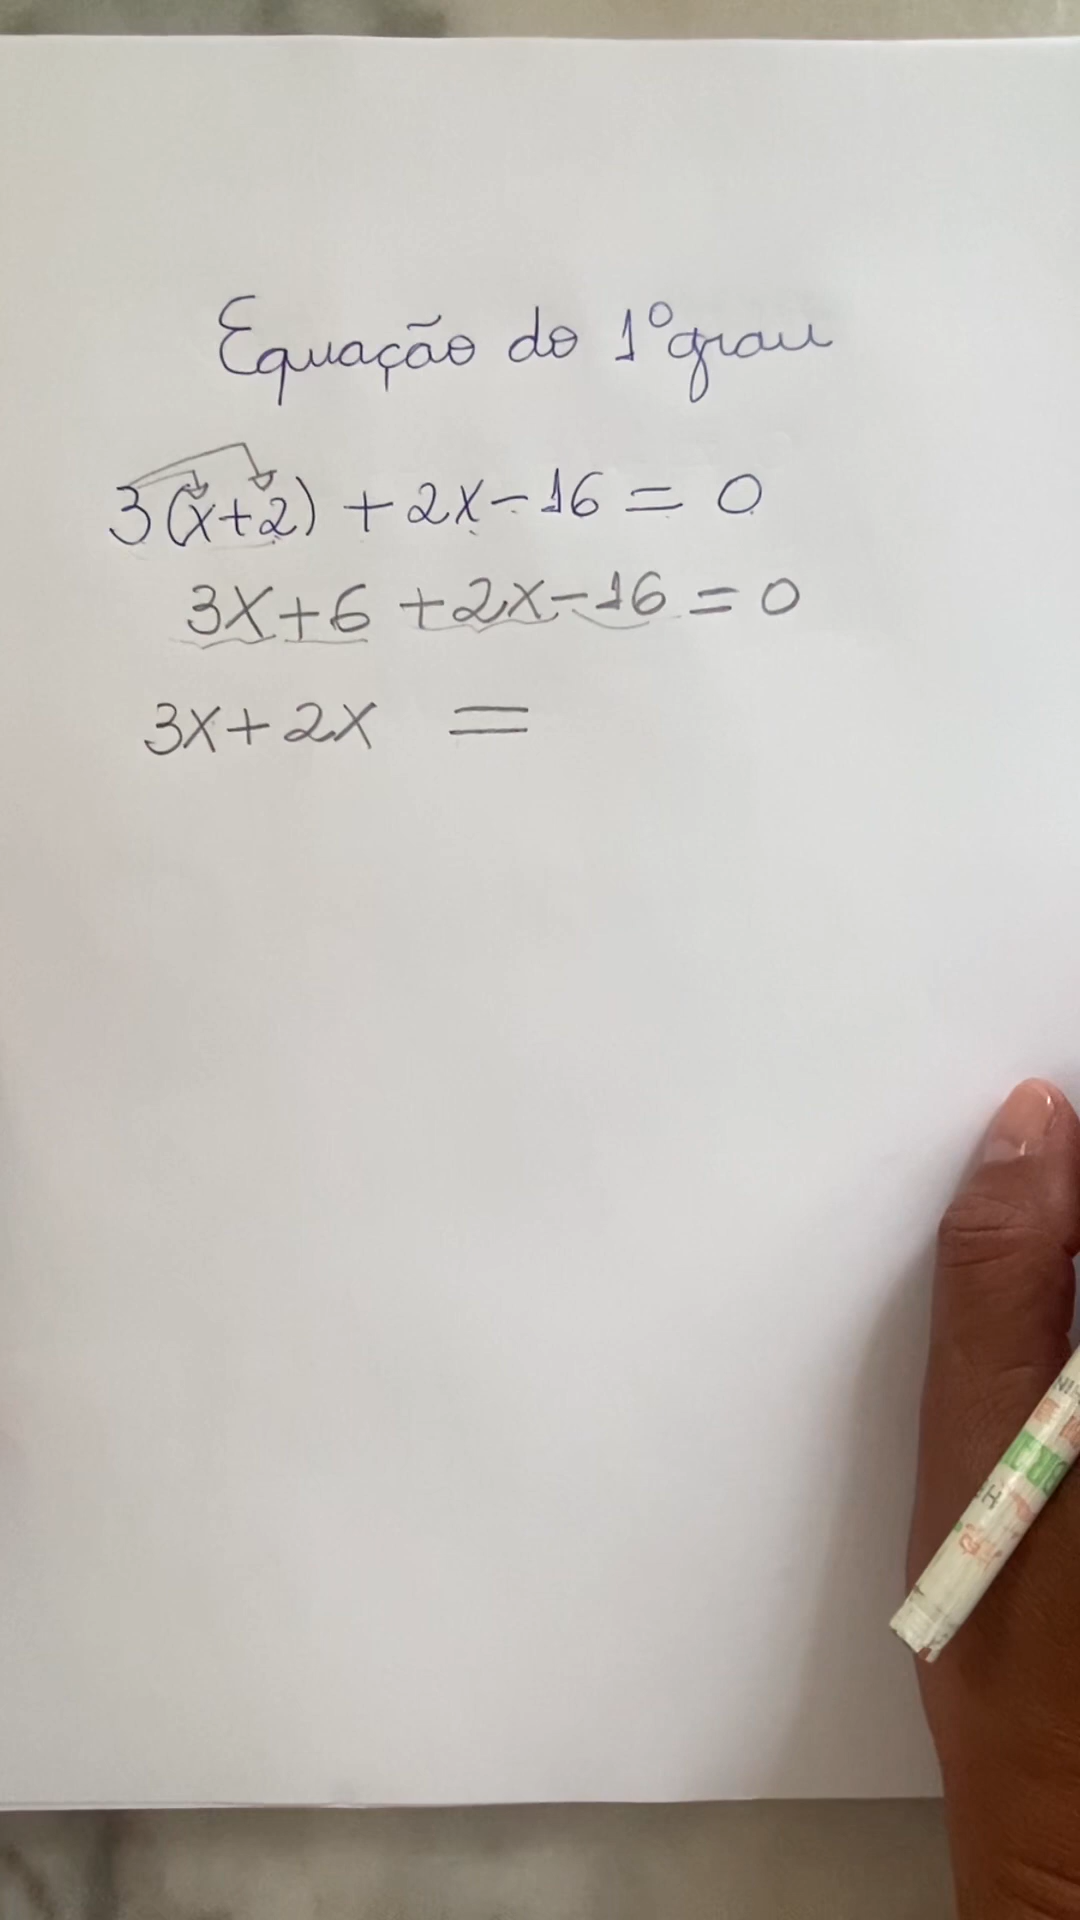 Equação do 1º grau
3(x+2) + 2x - 16 = 0
3x + 6 + 2x - 16 = 0
3x + 2x =